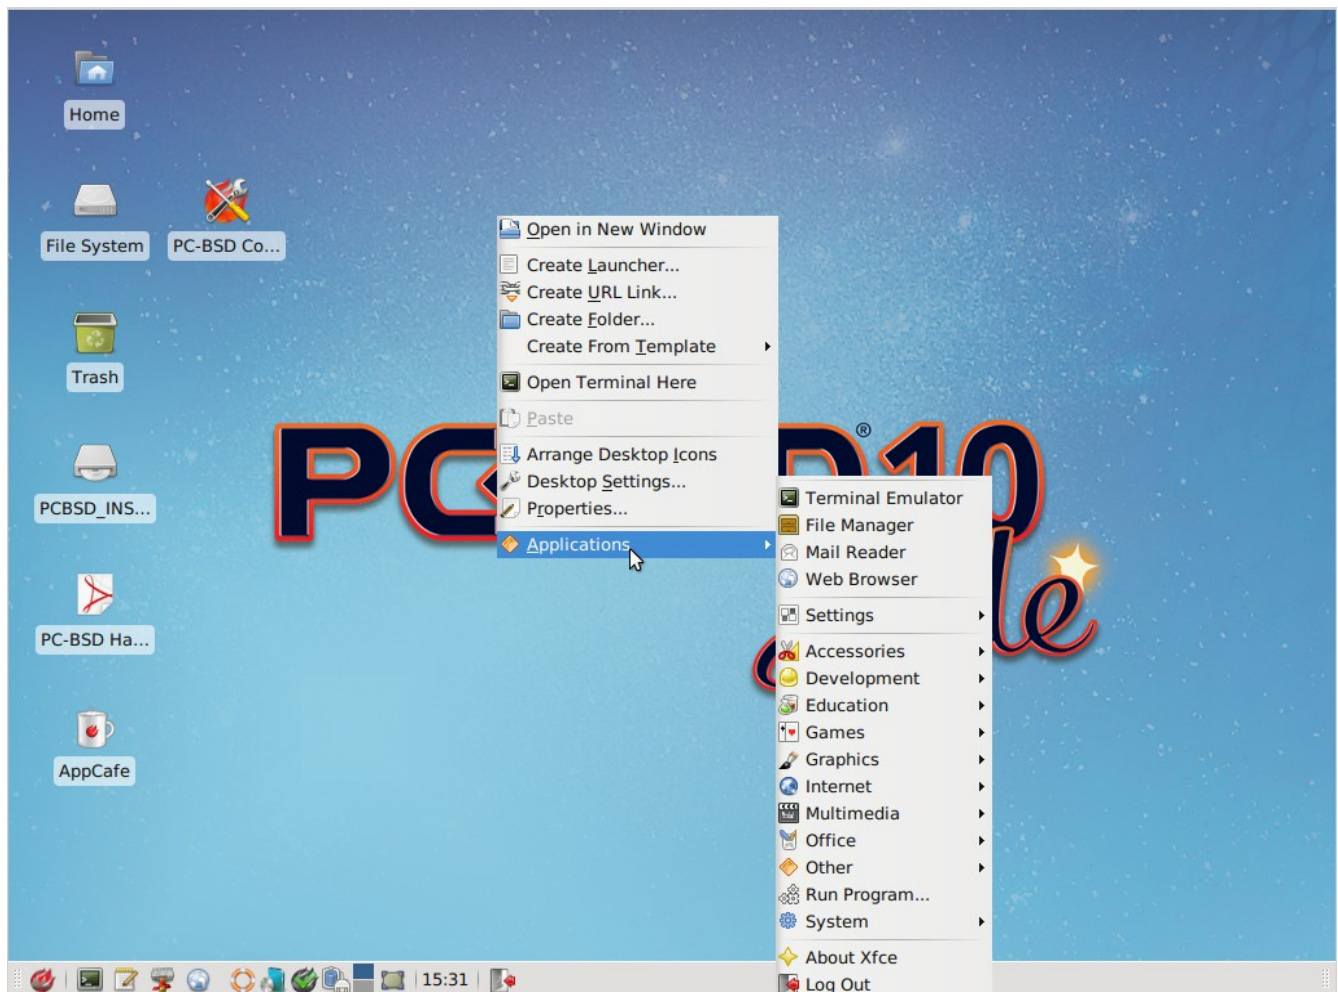 Home
File System
PC-BSD Co...
Trash
PCBSD_INS...
PC-BSD Ha...
AppCafe
Open in New Window
Create Launcher...
Create URL Link...
Create Folder...
Create From Template
Open Terminal Here
Paste
Arrange Desktop Icons
Desktop Settings...
Properties...
Applications
Terminal Emulator
File Manager
Mail Reader
Web Browser
Settings
Accessories
Development
Education
Games
Graphics
Internet
Multimedia
Office
Other
Run Program...
System
About Xfce
Log Out
PC D®10
le
15:31